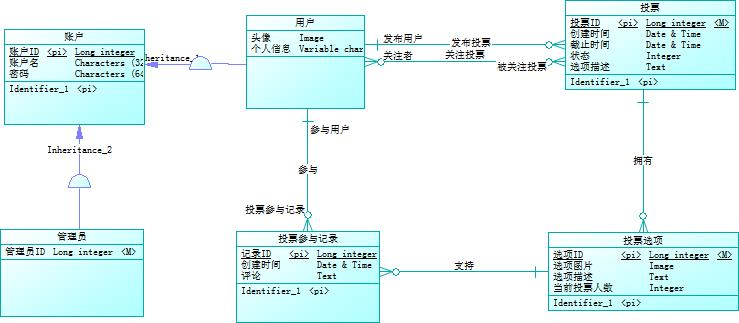 账户
账户ID <pi> Long integer
账户名 Characters (32
密码 Characters (64
Identifier_1 <pi>
heritance_
用户
头像 Image
个人信息 Variable char
发布用户 发布投票
关注者 关注投票 被关注投票
投票
投票ID <pi> Long integer <M>
创建时间 Date & Time
截止时间 Date & Time
状态 Integer
选项描述 Text
Identifier_1 <pi>
Inheritance_2
参与用户
参与
投票参与记录
拥有
管理员
管理员ID Long integer <M>
投票参与记录
记录ID <pi> Long integer
创建时间 Date & Time
评论 Text
Identifier_1 <pi>
支持
投票选项
选项ID <pi> Long integer <M>
选项图片 Image
选项描述 Text
当前投票人数 Integer
Identifier_1 <pi>